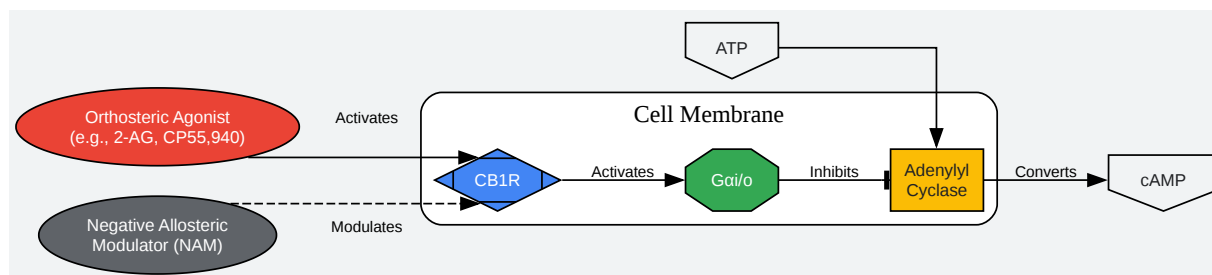 ATP
Cell Membrane
Orthosteric Agonist
(e.g., 2-AG, CP55,940)
Activates
CB1R
Activates
Gαi/o
Inhibits
Adenylyl
Cyclase
Converts
cAMP
Negative Allosteric
Modulator (NAM)
Modulates